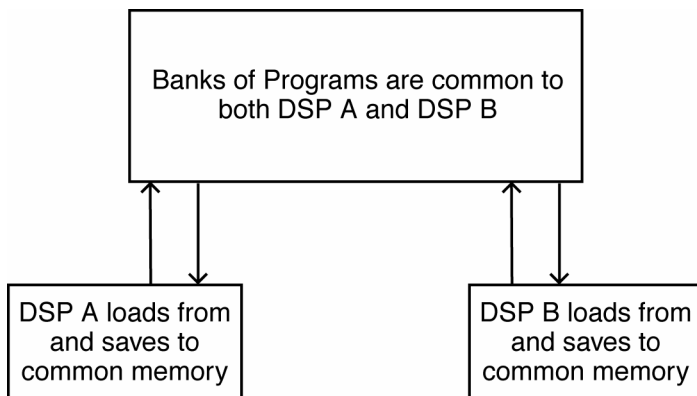 Banks of Programs are common to
both DSP A and DSP B
DSP A loads from
and saves to
common memory
DSP B loads from
and saves to
common memory